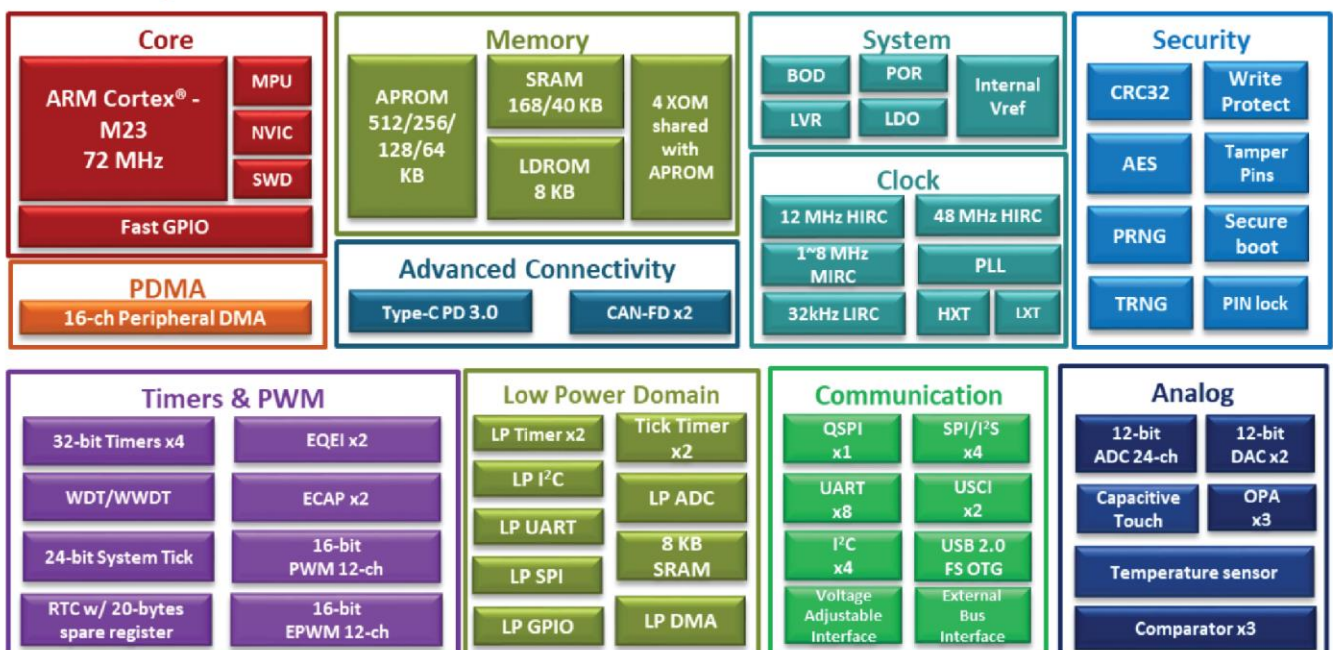 Core
ARM Cortex® -
M23
72 MHz
MPU
NVIC
SWD
Fast GPIO
PDMA
16-ch Peripheral DMA
Memory
APROM
512/256/
128/64
KB
SRAM
168/40 KB
LDROM
8 KB
4 XOM
shared
with
APROM
Advanced Connectivity
Type-C PD 3.0
CAN-FD x2
System
BOD
POR
LVR
LDO
Internal
Vref
Clock
12 MHz HIRC
48 MHz HIRC
1~8 MHz
MIRC
PLL
32kHz LIRC
HXT
LXT
Security
CRC32
Write
Protect
AES
Tamper
Pins
PRNG
Secure
boot
TRNG
PIN lock
Timers & PWM
32-bit Timers x4
EQEI x2
WDT/WWDT
ECAP x2
24-bit System Tick
16-bit
PWM 12-ch
RTC w/ 20-bytes
spare register
16-bit
EPWM 12-ch
Low Power Domain
LP Timer x2
Tick Timer
x2
LP I²C
LP ADC
LP UART
8 KB
SRAM
LP SPI
LP GPIO
LP DMA
Communication
QSPI
x1
SPI/I²S
x4
UART
x8
USCI
x2
I²C
x4
USB 2.0
FS OTG
Voltage
Adjustable
Interface
External
Bus
Interface
Analog
12-bit
ADC 24-ch
12-bit
DAC x2
Capacitive
Touch
OPA
x3
Temperature sensor
Comparator x3